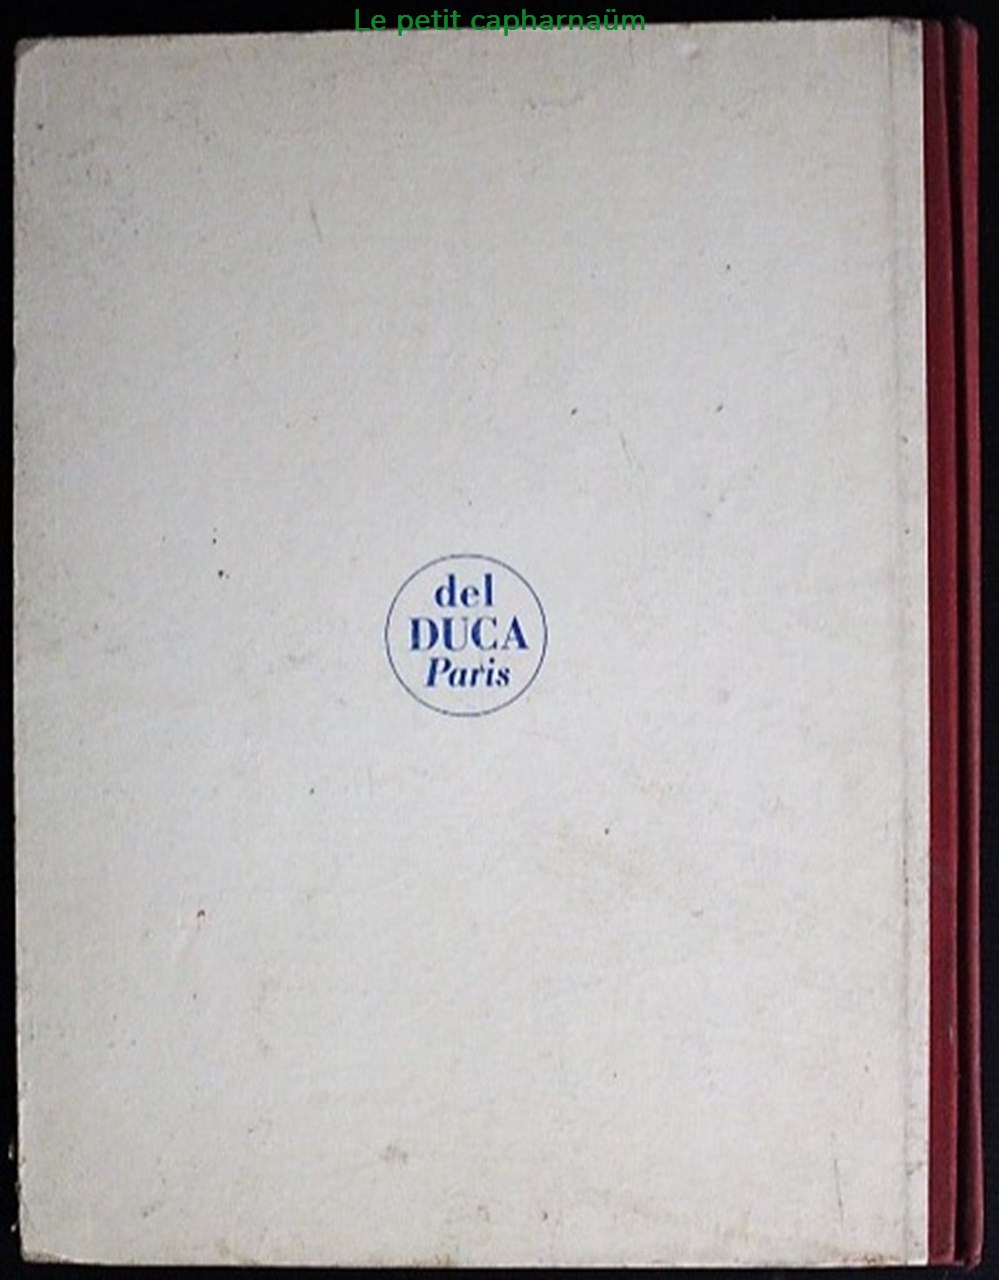 Le petit capharnaüm
del
DUCA
Paris